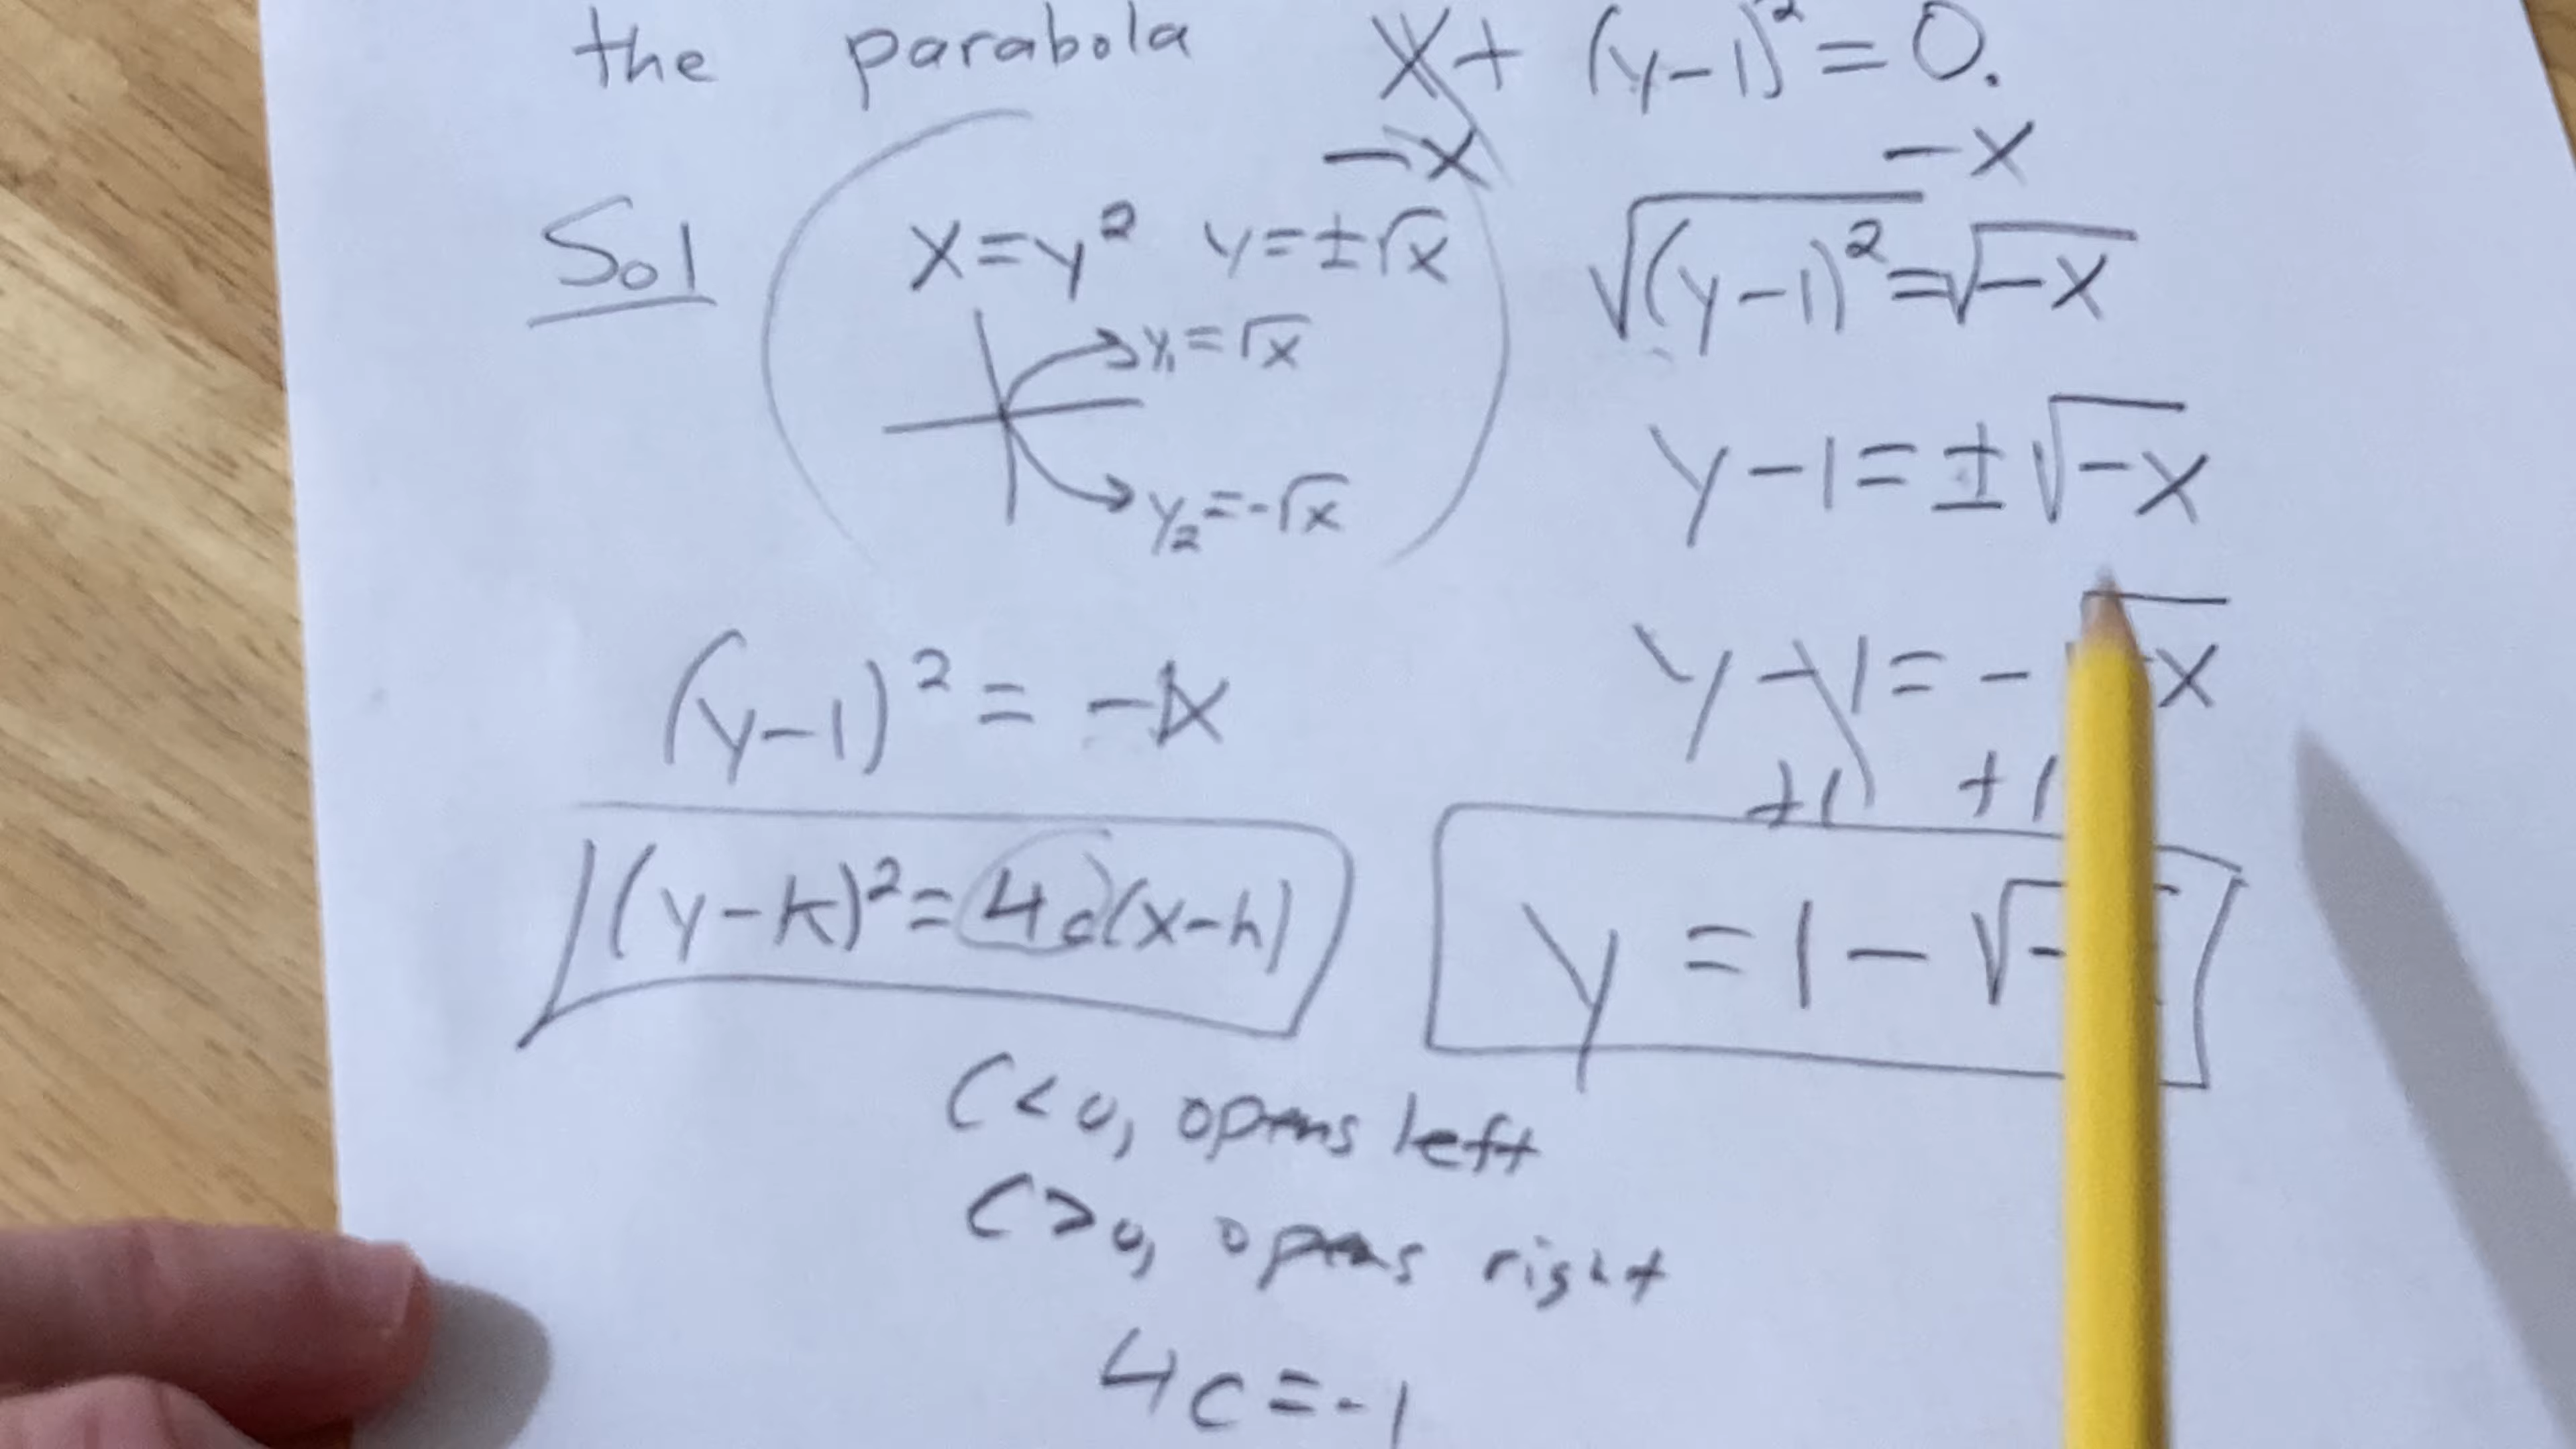 the parabola x + (y-1)² = 0.
-x -x
Sol
x = y² y = ±√x
y₁ = √x
y₂ = -√x
√(y-1)² = √-x
y-1 = ±√-x
y-1 = - x
+1 +1
y = 1 - √-
(y-1)² = -1x
(y-k)² = 4c(x-h)
c < 0, opens left
c > 0, opens right
4c = -1